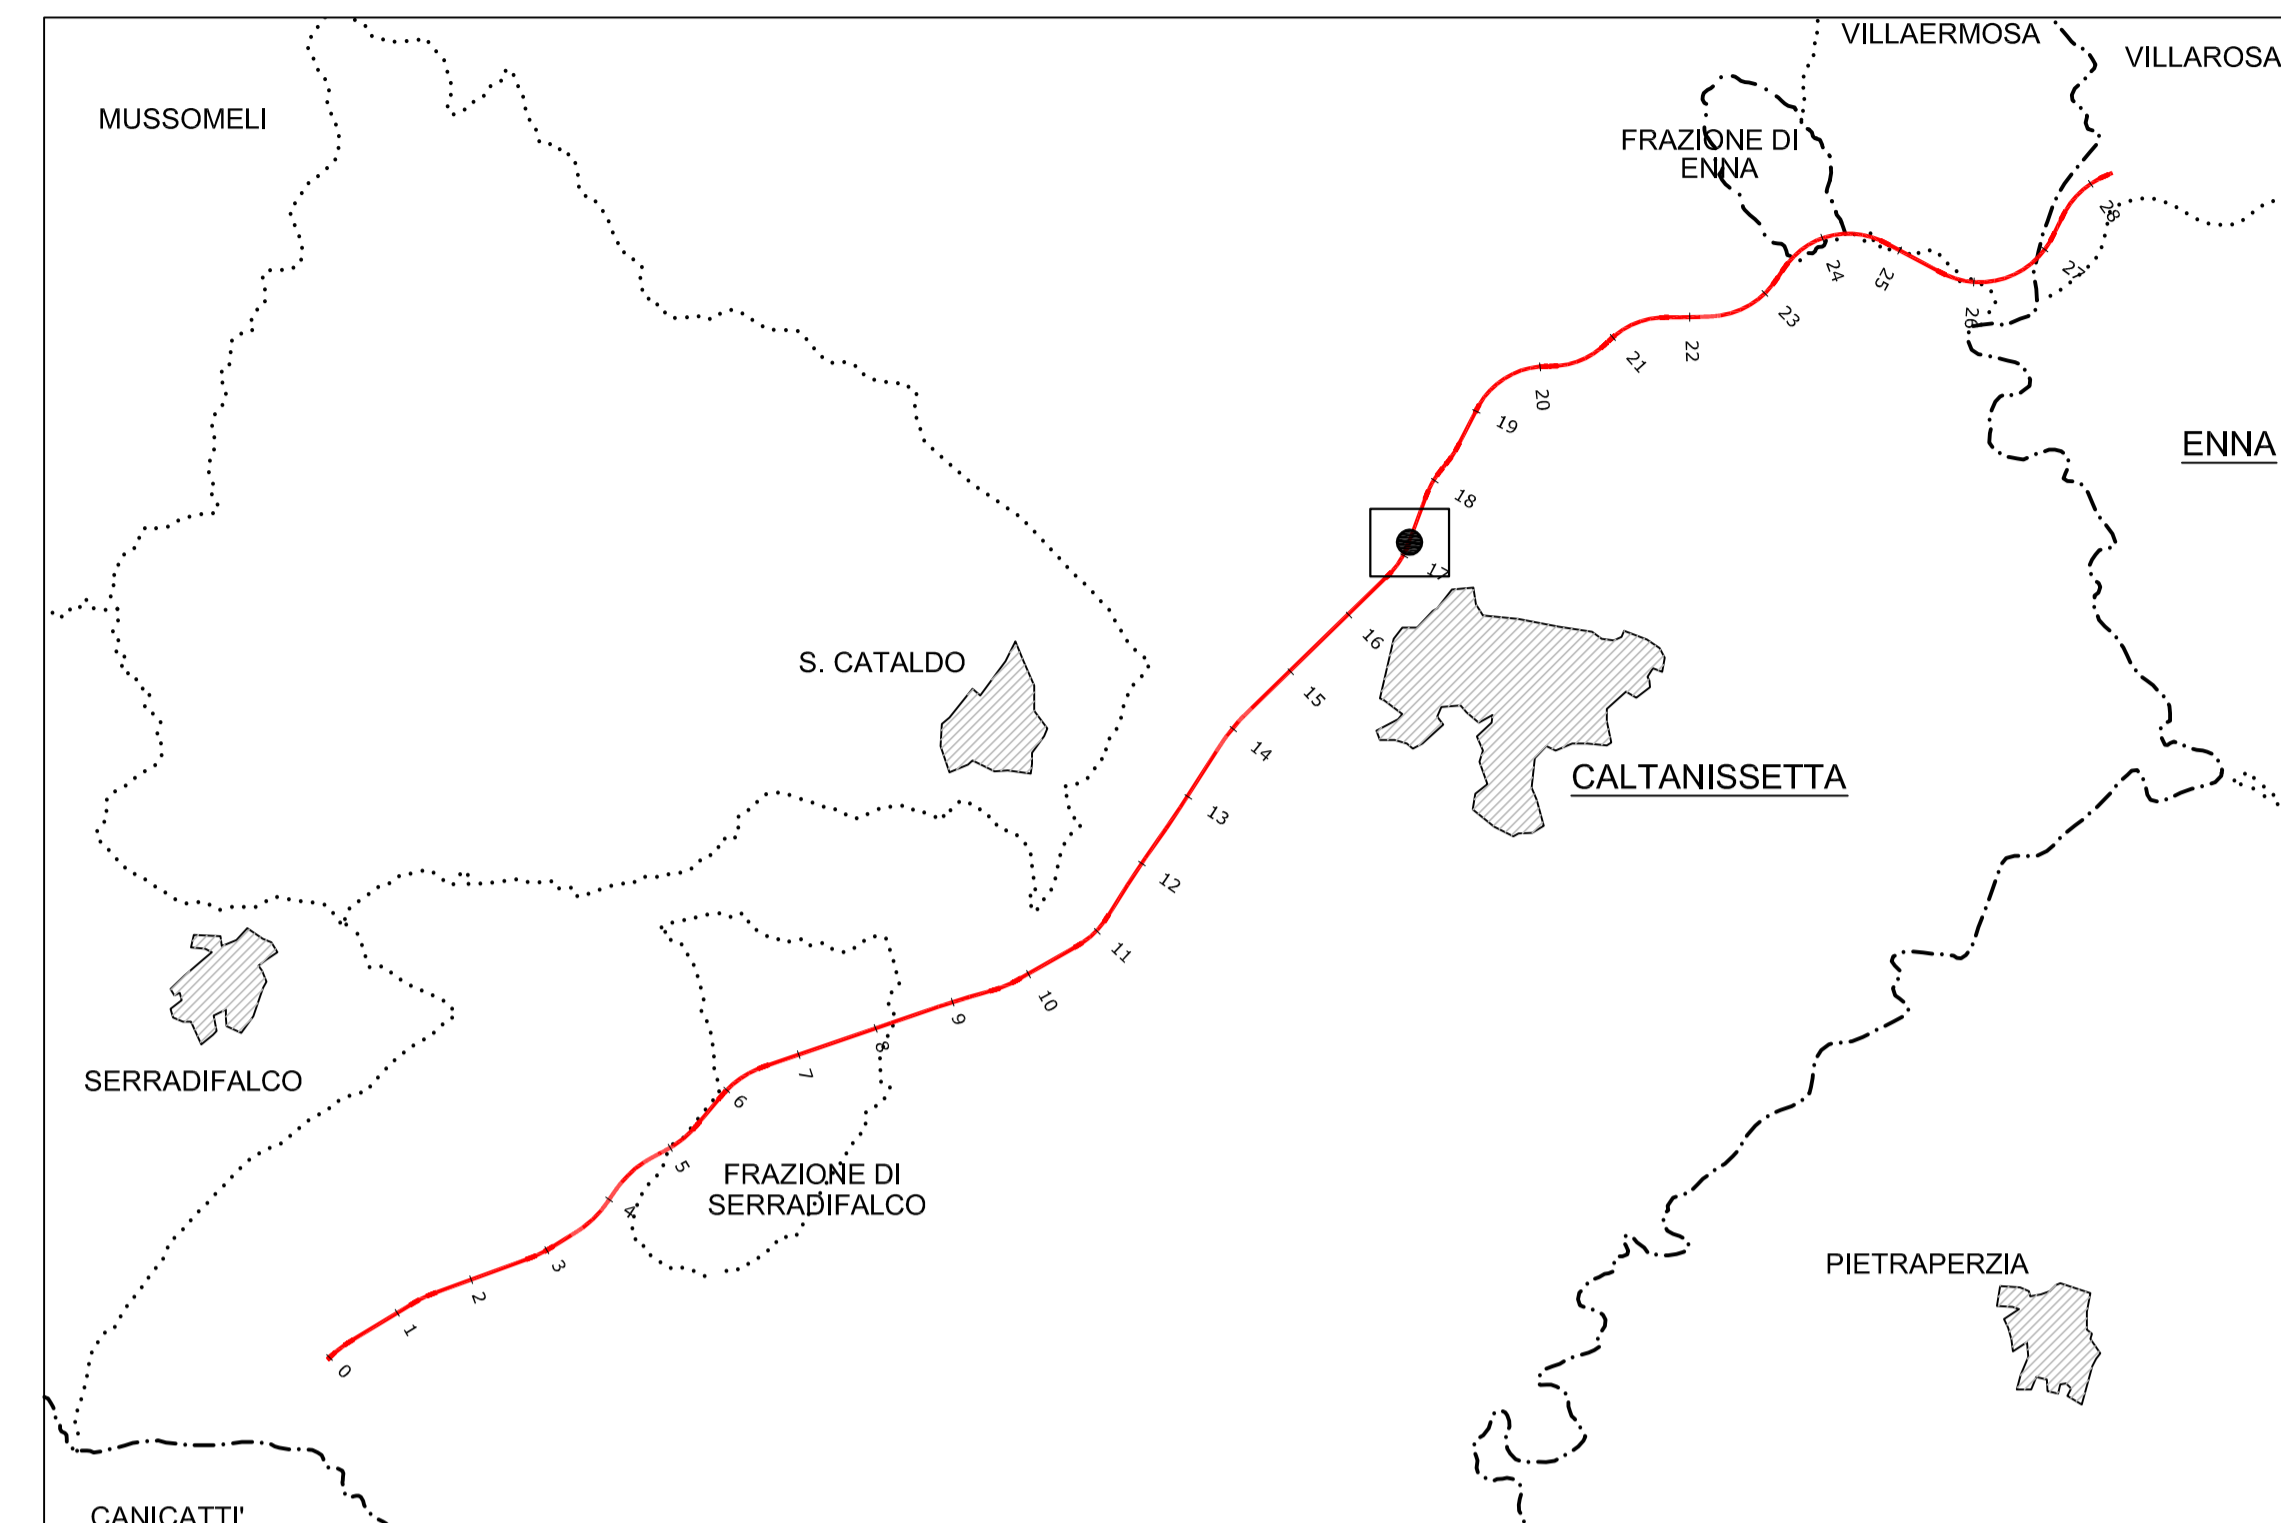 VILLAERMOSA
VILLAROSA
MUSSOMELI
FRAZIONE DI
ENNA
28
27
26
25
24
23
22
21
20
19
18
17
16
15
14
13
12
11
10
9
8
7
6
5
4
3
2
1
0
ENNA
S. CATALDO
CALTANISSETTA
SERRADIFALCO
FRAZIONE DI
SERRADIFALCO
PIETRAPERZIA
CANICATTI'